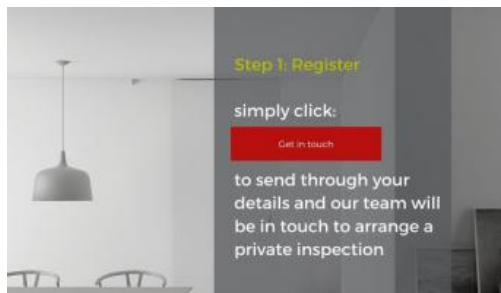 Step 1: Register
simply click:
Get in touch
to send through your
details and our team will
be in touch to arrange a
private inspection